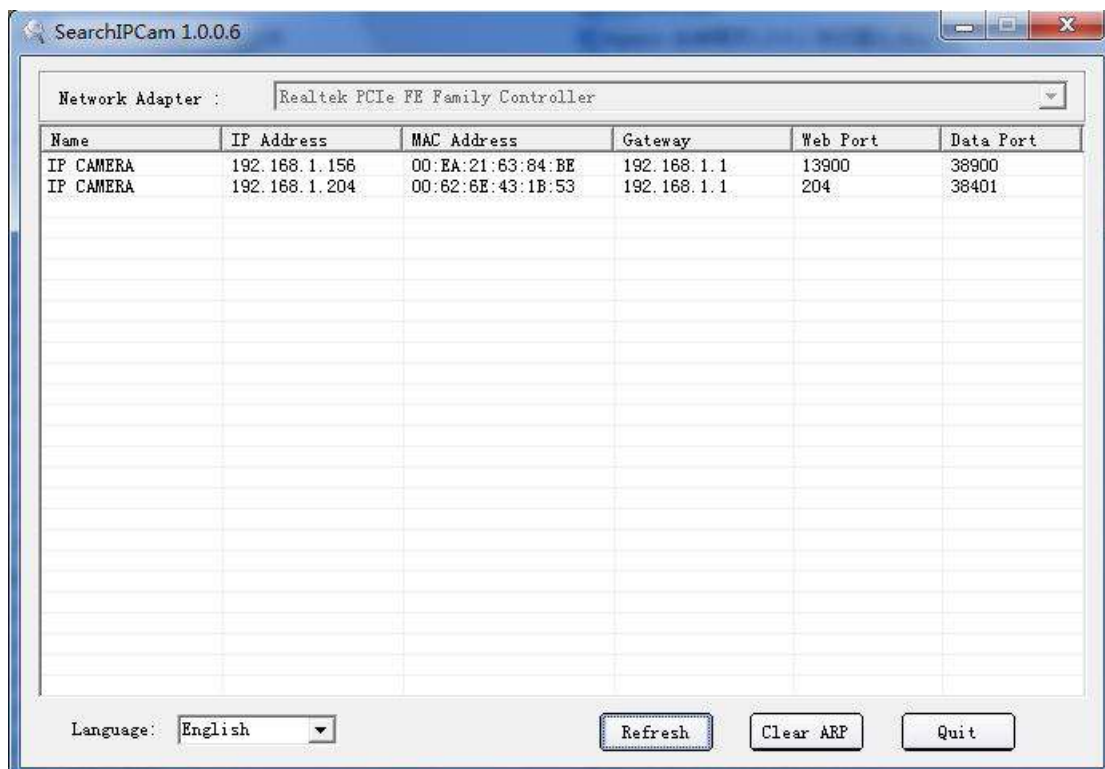 SearchIPCam 1.0.0.6
Network Adapter : Realtek PCIe FE Family Controller
Name IP Address MAC Address Gateway Web Port Data Port
IP CAMERA 192.168.1.156 00:EA:21:63:84:BE 192.168.1.1 13900 38900
IP CAMERA 192.168.1.204 00:62:6E:43:1B:53 192.168.1.1 204 38401
Language: English Refresh Clear ARP Quit